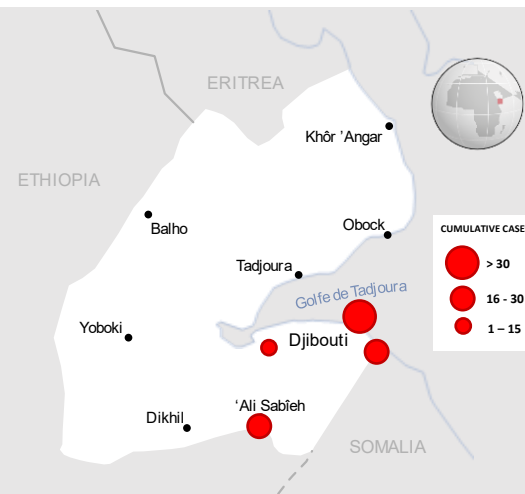 ERITREA
Khôr ’Angar
ETHIOPIA
Balho
Obock
CUMULATIVE CASE
> 30
16 - 30
1 – 15
Tadjoura
Golfe de Tadjoura
Yoboki
Djibouti
‘Ali Sabîeh
Dikhil
SOMALIA